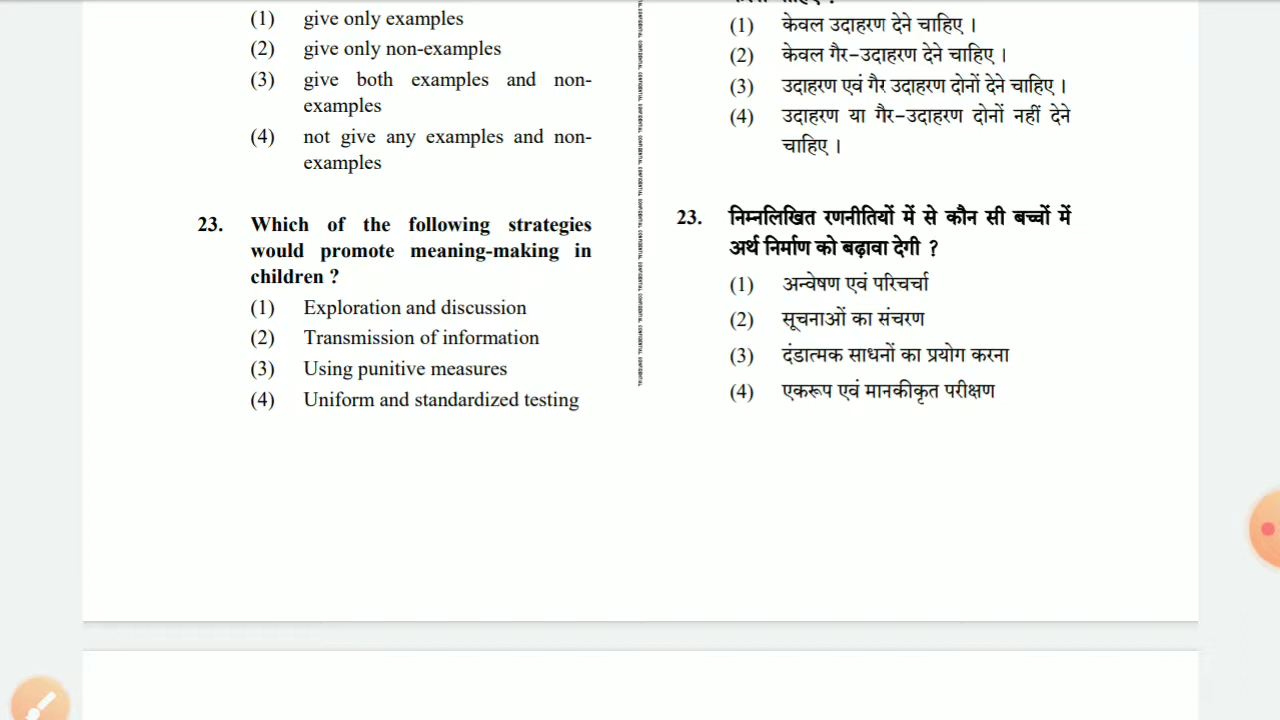 (1) give only examples
(2) give only non-examples
(3) give both examples and non-
examples
(4) not give any examples and non-
examples
23. Which of the following strategies
would promote meaning-making in
children ?
(1) Exploration and discussion
(2) Transmission of information
(3) Using punitive measures
(4) Uniform and standardized testing
(1) केवल उदाहरण देने चाहिए ।
(2) केवल गैर-उदाहरण देने चाहिए ।
(3) उदाहरण एवं गैर उदाहरण दोनों देने चाहिए ।
(4) उदाहरण या गैर-उदाहरण दोनों नहीं देने
चाहिए ।
23. निम्नलिखित रणनीतियों में से कौन सी बच्चों में
अर्थ निर्माण को बढ़ावा देगी ?
(1) अन्वेषण एवं परिचर्चा
(2) सूचनाओं का संचरण
(3) दंडात्मक साधनों का प्रयोग करना
(4) एकरूप एवं मानकीकृत परीक्षण